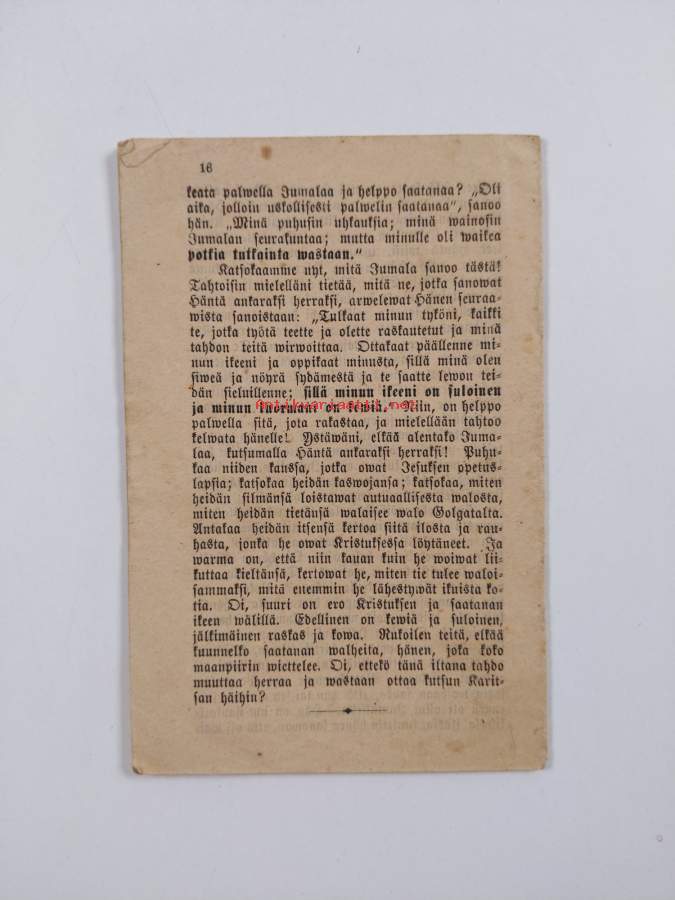 16
keata palwella Jumalaa ja helppo saatanaa? „Oli
aika, jolloin uskollisesti palwelin saatanaa“, sanoo
hän. „Minä puhusin uhkauksia; minä wainosin
Jumalan seurakuntaa; mutta minulle oli waikea
potkia tutkainta wastaan.“
Katsokaamme nyt, mitä Jumala sanoo tästä!
Tahtoisin mielelläni tietää, mitä ne, jotka sanowat
Häntä ankaraksi herraksi, arwelewat Hänen seuraa-
wista sanoistaan: „Tulkaat minun tyköni, kaikki
te, jotka työtä teette ja olette raskautetut ja minä
tahdon teitä wirwoittaa. Ottakaat päällenne mi-
nun ikeeni ja oppikaat minusta, sillä minä olen
siweä ja nöyrä sydämestä ja te saatte lewon tei-
dän sieluillenne; sillä minun ikeeni on suloinen
ja minun kuormani on kewiä.“ Niin, on helppo
antikvariaatti.net
palwella sitä, jota rakastaa, ja mielellään tahtoo
kelwata hänelle! Ystäwäni, elkää alentako Juma-
laa, kutsumalla Häntä ankaraksi herraksi! Puhu-
kaa niiden kanssa, jotka owat Jesuksen opetus-
lapsia; katsokaa heidän kaswojansa; katsokaa, miten
heidän silmänsä loistawat autuaallisesta walosta,
miten heidän tietänsä walaisee walo Golgatalta.
Antakaa heidän itsensä kertoa siitä ilosta ja rau-
hasta, jonka he owat Kristuksessa löytäneet. Ja
warma on, että niin kauan kuin he woiwat lii-
kuttaa kieltänsä, kertowat he, miten tie tulee waloi-
sammaksi, mitä enemmin he lähestywät ikuista ko-
tia. Oi, suuri on ero Kristuksen ja saatanan
ikeen wälillä. Edellinen on kewiä ja suloinen,
jälkimäinen raskas ja kowa. Rukoilen teitä, elkää
kuunnelko saatanan walheita, hänen, joka koko
maanpiirin wiettelee. Oi, ettekö tänä iltana tahdo
muuttaa herraa ja wastaan ottaa kutsun Karit-
san häihin?